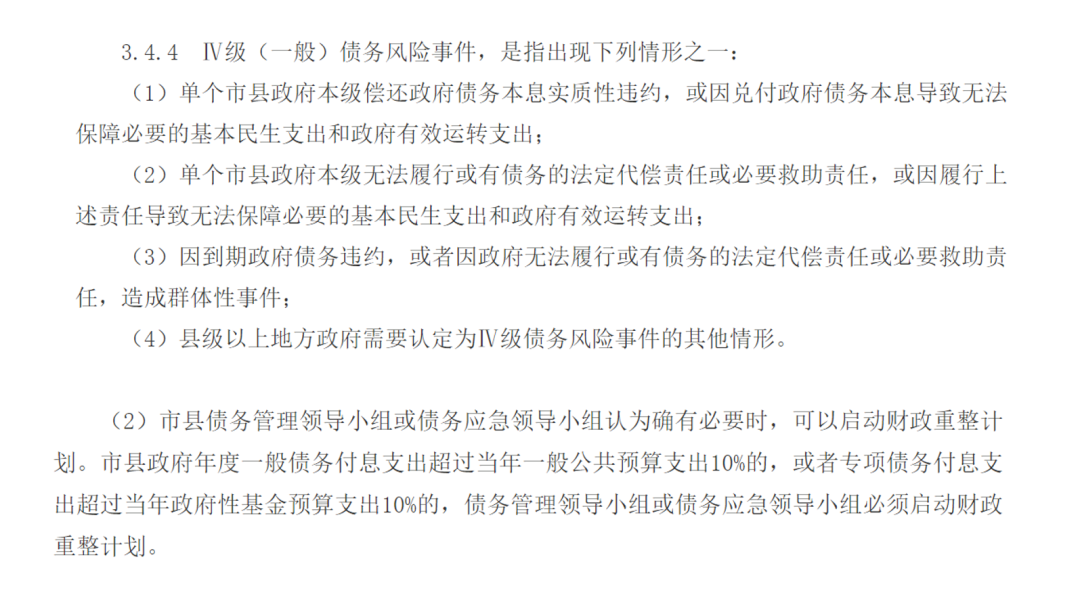 3.4.4 Ⅳ级（一般）债务风险事件，是指出现下列情形之一：
（1）单个市县政府本级偿还政府债务本息实质性违约，或因兑付政府债务本息导致无法
保障必要的基本民生支出和政府有效运转支出；
（2）单个市县政府本级无法履行或有债务的法定代偿责任或必要救助责任，或因履行上
述责任导致无法保障必要的基本民生支出和政府有效运转支出；
（3）因到期政府债务违约，或者因政府无法履行或有债务的法定代偿责任或必要救助责
任，造成群体性事件；
（4）县级以上地方政府需要认定为Ⅳ级债务风险事件的其他情形。
（2）市县债务管理领导小组或债务应急领导小组认为确有必要时，可以启动财政重整计
划。市县政府年度一般债务付息支出超过当年一般公共预算支出10%的，或者专项债务付息支
出超过当年政府性基金预算支出10%的，债务管理领导小组或债务应急领导小组必须启动财政
重整计划。